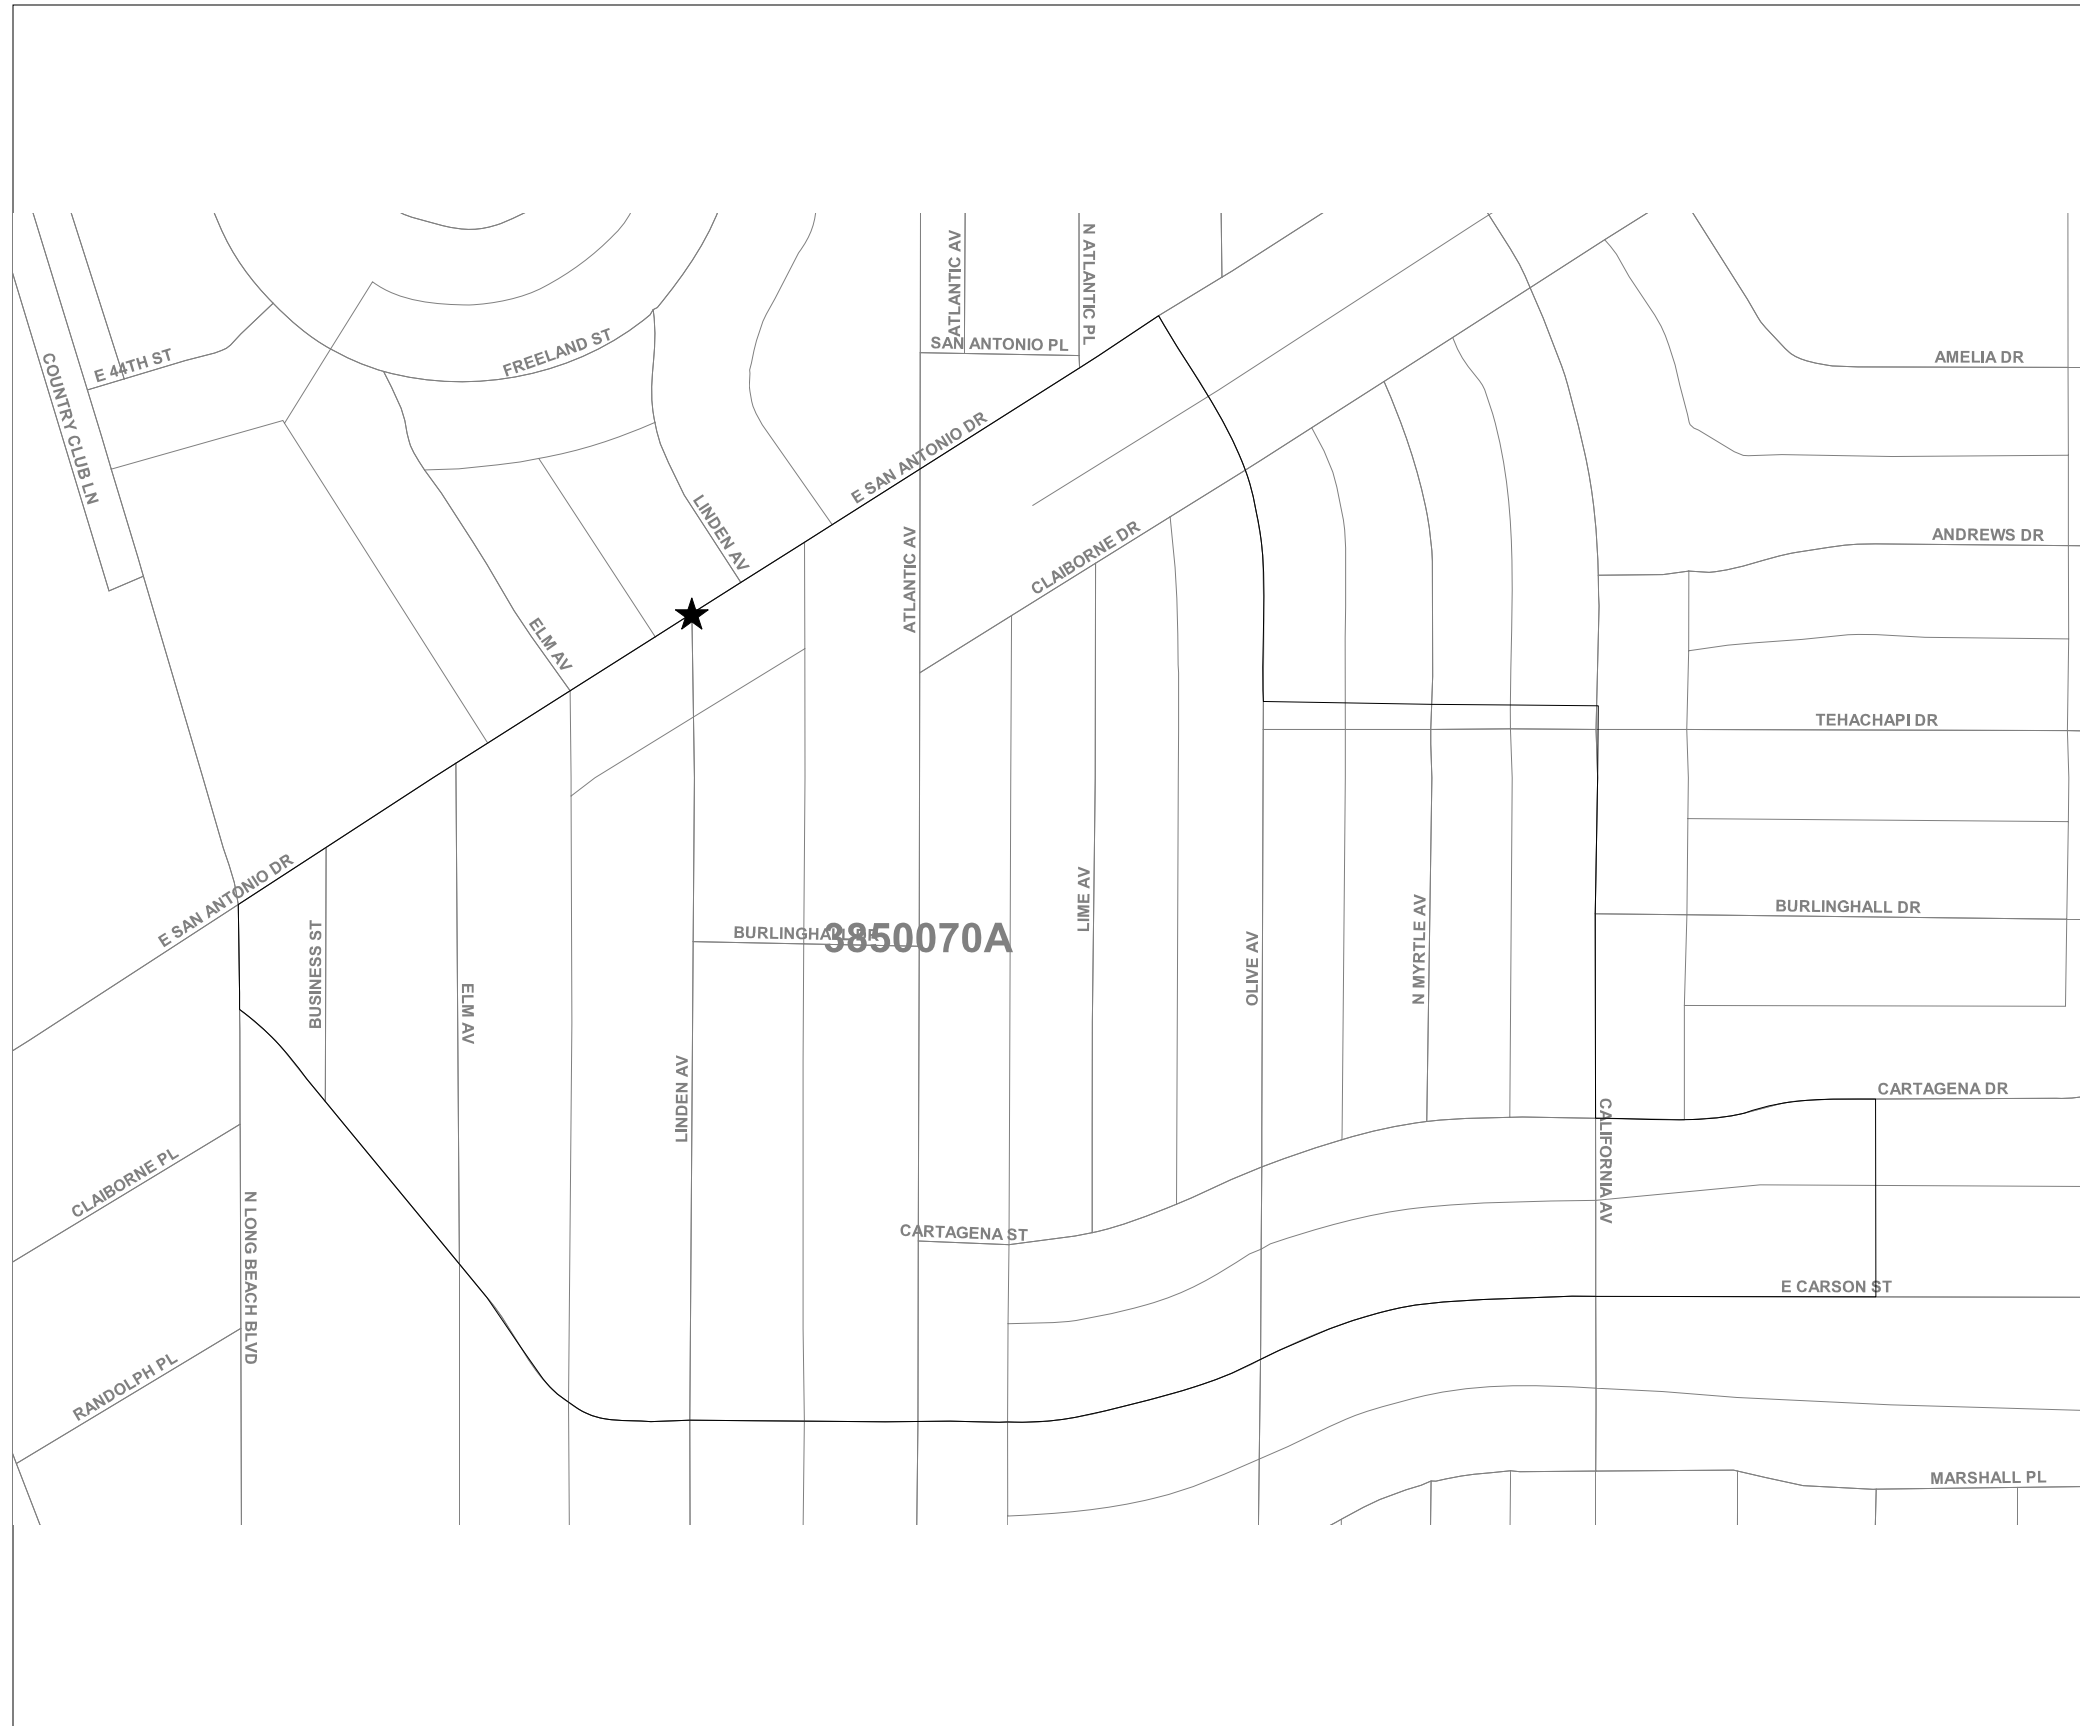 ATLANTIC AV
N ATLANTIC PL
SAN ANTONIO PL
FREELAND ST
E 44TH ST
COUNTRY CLUB LN
AMELIA DR
E SAN ANTONIO DR
LINDEN AV
ATLANTIC AV
CLAIBORNE DR
ANDREWS DR
ELM AV
TEHACHAPI DR
E SAN ANTONIO DR
BUSINESS ST
ELM AV
LINDEN AV
BURLINGHALL DR
3850070A
LIME AV
OLIVE AV
N MYRTLE AV
BURLINGHALL DR
CARTAGENA DR
CALIFORNIA AV
CLAIBORNE PL
N LONG BEACH BLVD
CARTAGENA ST
E CARSON ST
RANDOLPH PL
MARSHALL PL